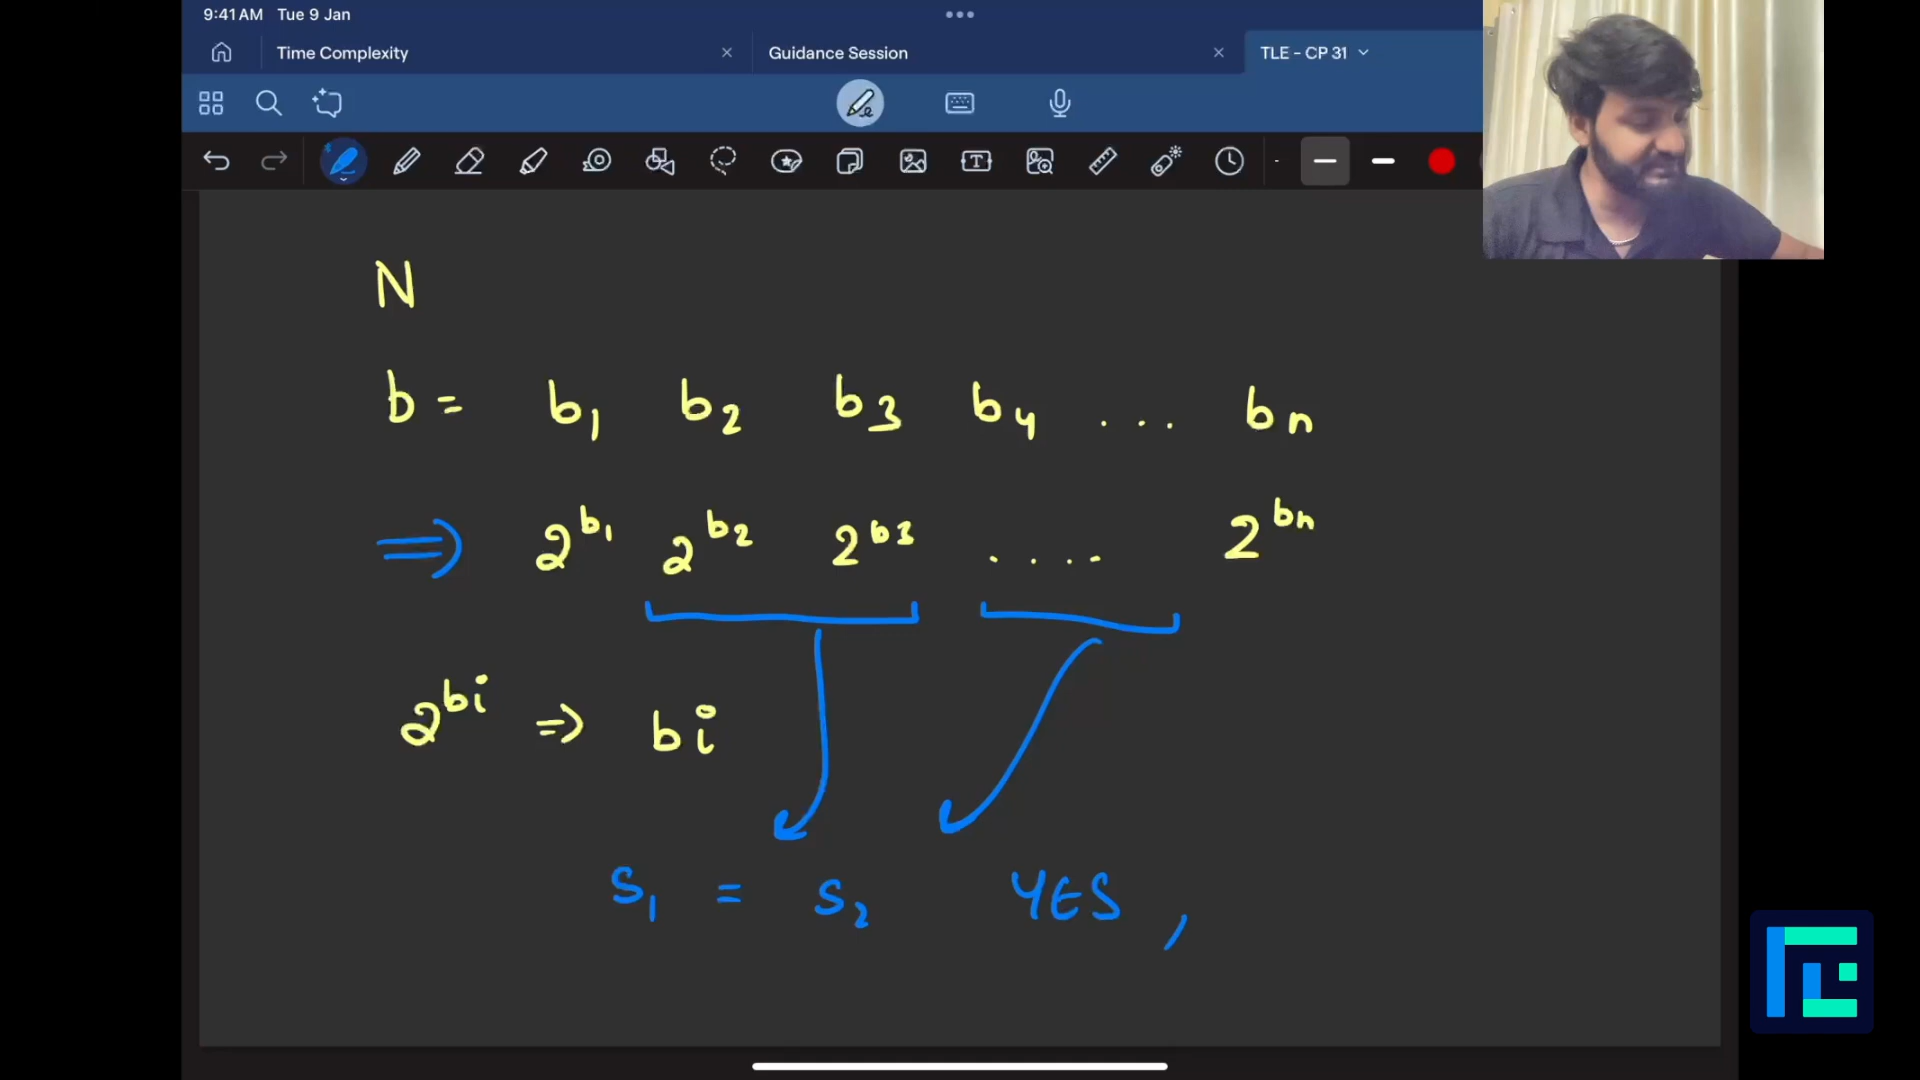 9:41 AM Tue 9 Jan
Time Complexity
Guidance Session
TLE - CP 31
N
b = b₁ b₂ b₃ b₄ ... bₙ
⇒ 2^b₁ 2^b₂ 2^b₃ .... 2^bₙ
2^bi ⇒ bi
S₁ = S₂ YES ,